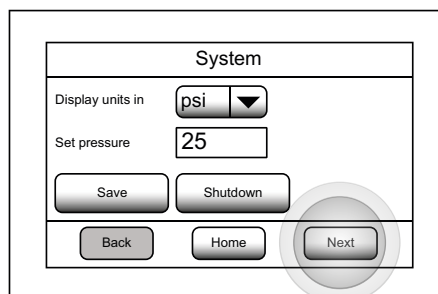 System
Display units in psi
Set pressure 25
Save Shutdown
Back Home Next